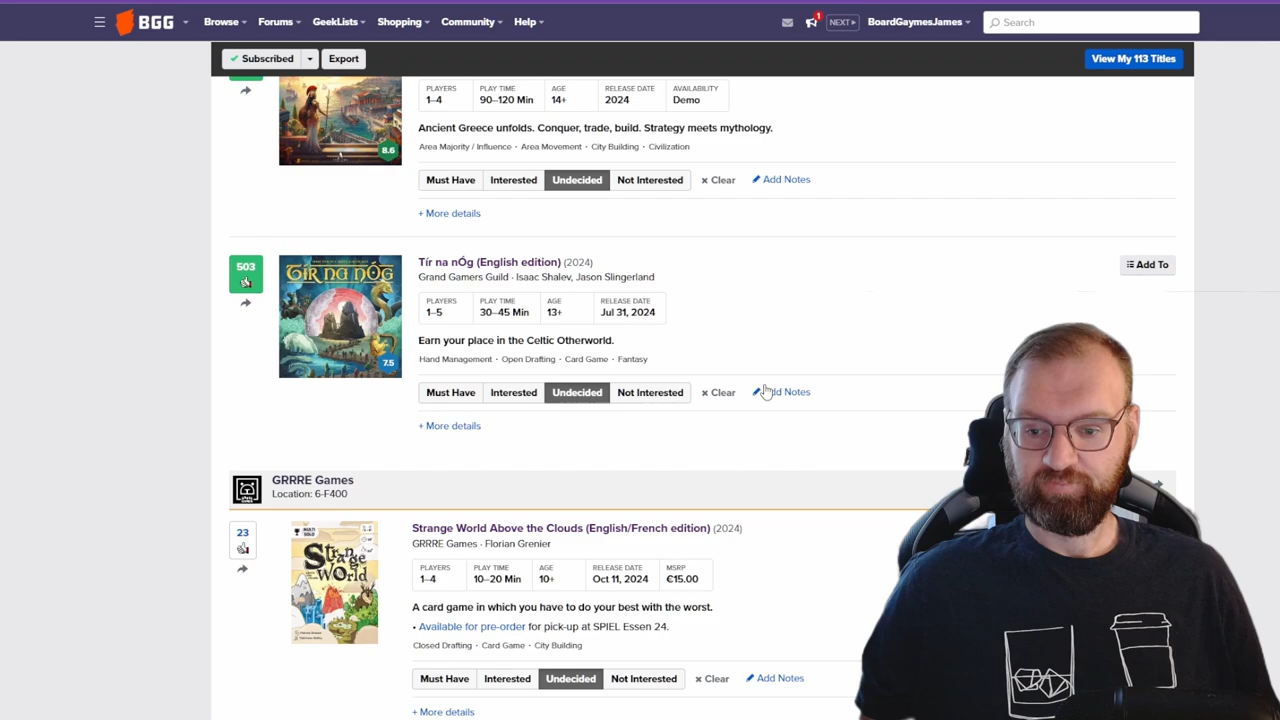 BGG
Browse Forums GeekLists Shopping Community Help
1
NEXT
BoardGaymesJames
Search
Subscribed
Export
View My 113 Titles
PLAYERS PLAY TIME AGE RELEASE DATE AVAILABILITY
1–4 90–120 Min 14+ 2024 Demo
8.6
Ancient Greece unfolds. Conquer, trade, build. Strategy meets mythology.
Area Majority / Influence · Area Movement · City Building · Civilization
Must Have Interested Undecided Not Interested × Clear Add Notes
+ More details
503
TÍR NA NÓG
7.5
Tír na nÓg (English edition) (2024)
Add To
Grand Gamers Guild · Isaac Shalev, Jason Slingerland
PLAYERS PLAY TIME AGE RELEASE DATE
1–5 30–45 Min 13+ Jul 31, 2024
Earn your place in the Celtic Otherworld.
Hand Management · Open Drafting · Card Game · Fantasy
Must Have Interested Undecided Not Interested × Clear Add Notes
+ More details
GRRRE Games
Location: 6-F400
23
Strange World
Strange World Above the Clouds (English/French edition) (2024)
GRRRE Games · Florian Grenier
PLAYERS PLAY TIME AGE RELEASE DATE MSRP
1–4 10–20 Min 10+ Oct 11, 2024 €15.00
A card game in which you have to do your best with the worst.
• Available for pre-order for pick-up at SPIEL Essen 24.
Closed Drafting · Card Game · City Building
Must Have Interested Undecided Not Interested × Clear Add Notes
+ More details